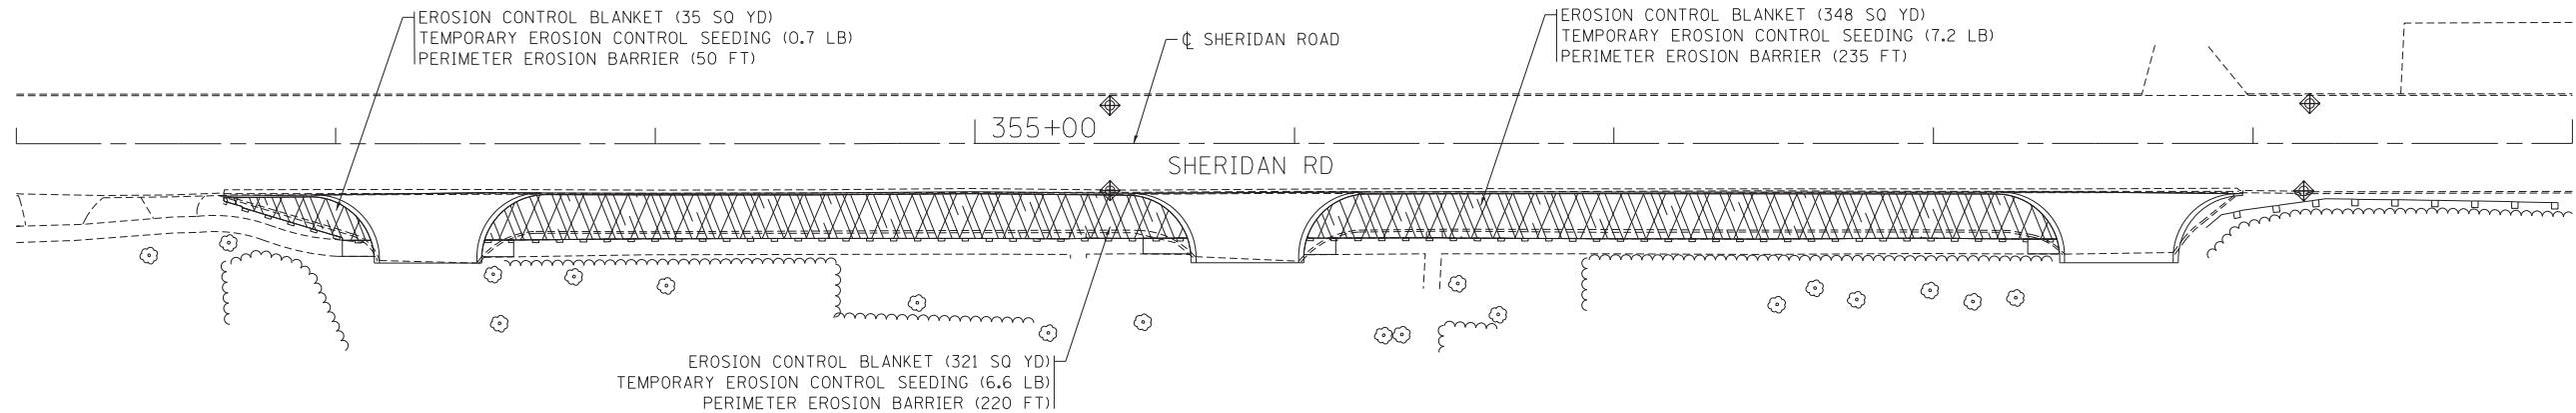 EROSION CONTROL BLANKET (35 SQ YD)
TEMPORARY EROSION CONTROL SEEDING (0.7 LB)
PERIMETER EROSION BARRIER (50 FT)
℄ SHERIDAN ROAD
EROSION CONTROL BLANKET (348 SQ YD)
TEMPORARY EROSION CONTROL SEEDING (7.2 LB)
PERIMETER EROSION BARRIER (235 FT)
355+00
SHERIDAN RD
EROSION CONTROL BLANKET (321 SQ YD)
TEMPORARY EROSION CONTROL SEEDING (6.6 LB)
PERIMETER EROSION BARRIER (220 FT)